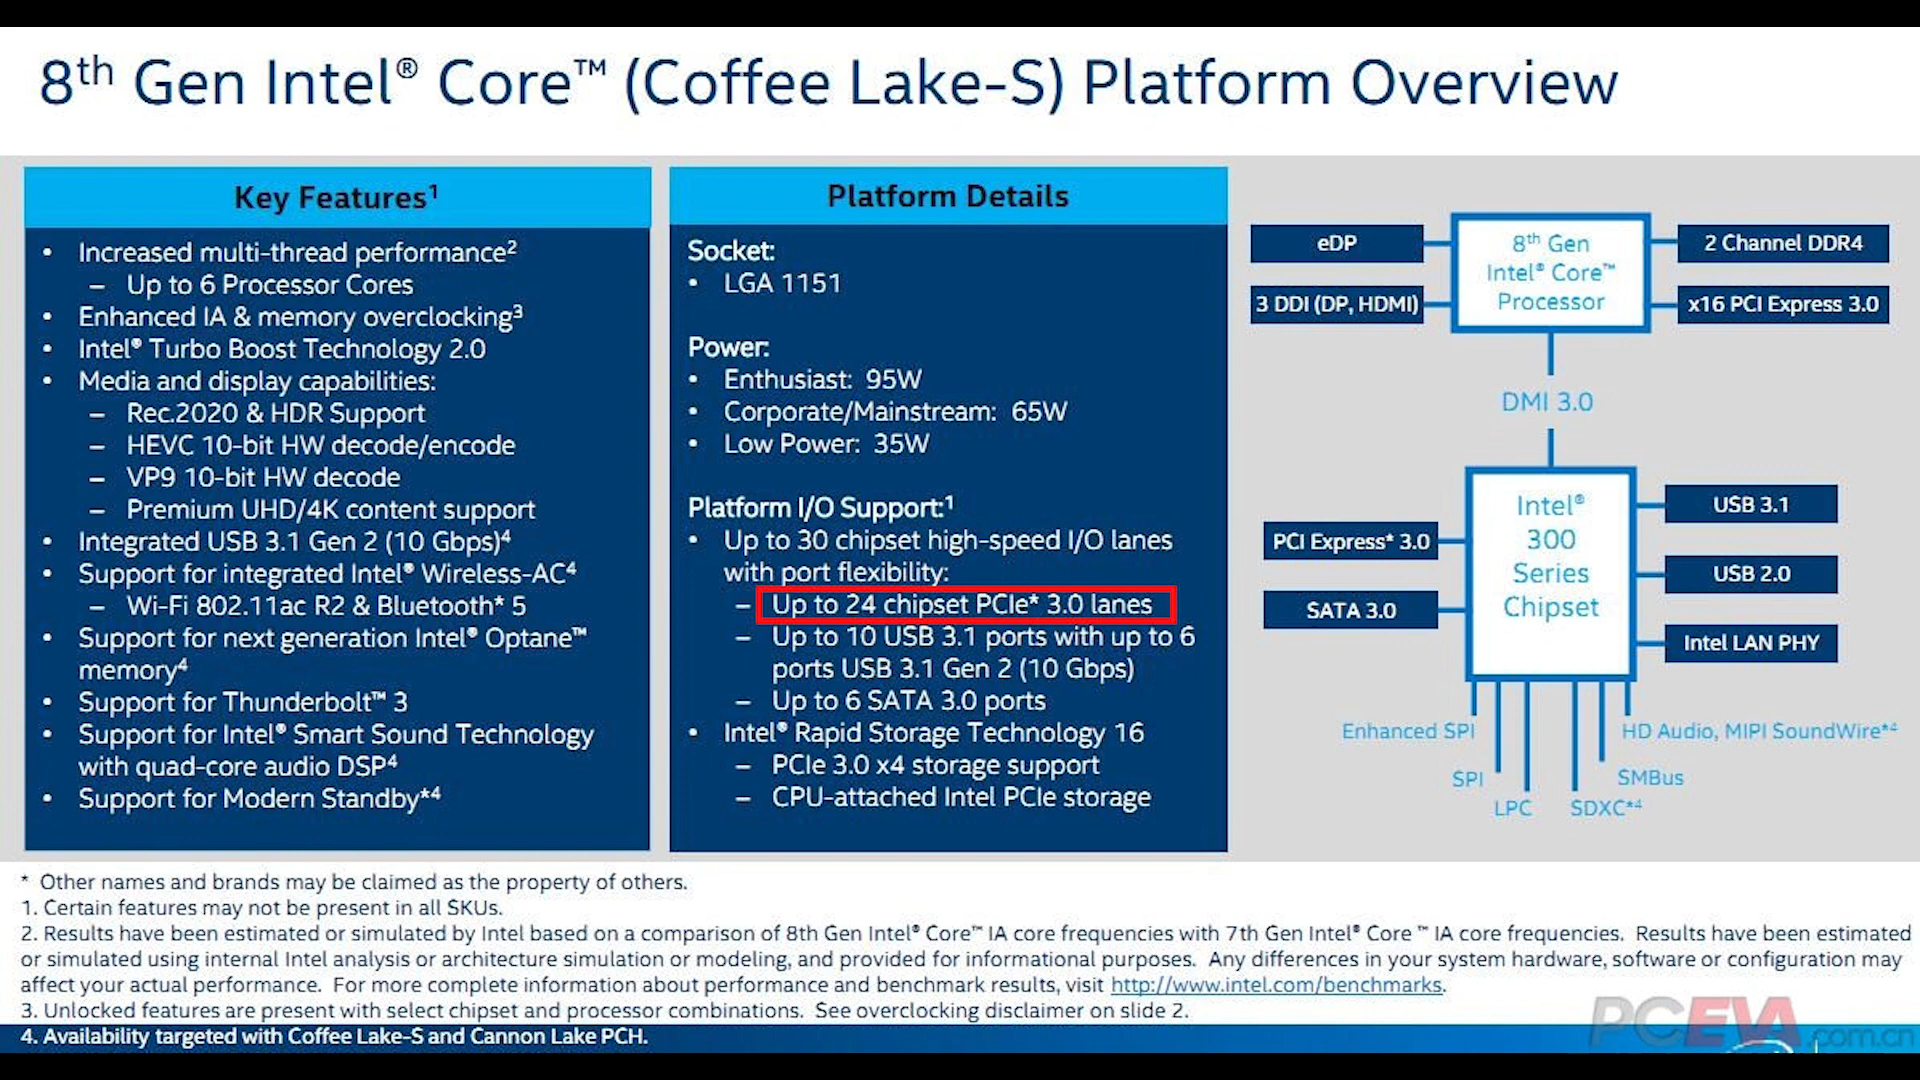 8th Gen Intel® Core™ (Coffee Lake-S) Platform Overview
Key Features1
• Increased multi-thread performance2
– Up to 6 Processor Cores
• Enhanced IA & memory overclocking3
• Intel® Turbo Boost Technology 2.0
• Media and display capabilities:
– Rec.2020 & HDR Support
– HEVC 10-bit HW decode/encode
– VP9 10-bit HW decode
– Premium UHD/4K content support
• Integrated USB 3.1 Gen 2 (10 Gbps)4
• Support for integrated Intel® Wireless-AC4
– Wi-Fi 802.11ac R2 & Bluetooth* 5
• Support for next generation Intel® Optane™
memory4
• Support for Thunderbolt™ 3
• Support for Intel® Smart Sound Technology
with quad-core audio DSP4
• Support for Modern Standby*4
Platform Details
Socket:
• LGA 1151
Power:
• Enthusiast: 95W
• Corporate/Mainstream: 65W
• Low Power: 35W
Platform I/O Support:1
• Up to 30 chipset high-speed I/O lanes
with port flexibility:
– Up to 24 chipset PCIe* 3.0 lanes
– Up to 10 USB 3.1 ports with up to 6
ports USB 3.1 Gen 2 (10 Gbps)
– Up to 6 SATA 3.0 ports
• Intel® Rapid Storage Technology 16
– PCIe 3.0 x4 storage support
– CPU-attached Intel PCIe storage
eDP
3 DDI (DP, HDMI)
8th Gen
Intel® Core™
Processor
2 Channel DDR4
x16 PCI Express 3.0
DMI 3.0
PCI Express* 3.0
SATA 3.0
Intel®
300
Series
Chipset
USB 3.1
USB 2.0
Intel LAN PHY
Enhanced SPI
SPI
LPC
SDXC*4
SMBus
HD Audio, MIPI SoundWire*4
* Other names and brands may be claimed as the property of others.
1. Certain features may not be present in all SKUs.
2. Results have been estimated or simulated by Intel based on a comparison of 8th Gen Intel® Core™ IA core frequencies with 7th Gen Intel® Core ™ IA core frequencies. Results have been estimated
or simulated using internal Intel analysis or architecture simulation or modeling, and provided for informational purposes. Any differences in your system hardware, software or configuration may
affect your actual performance. For more complete information about performance and benchmark results, visit http://www.intel.com/benchmarks.
3. Unlocked features are present with select chipset and processor combinations. See overclocking disclaimer on slide 2.
4. Availability targeted with Coffee Lake-S and Cannon Lake PCH.
PCEVA.com.cn